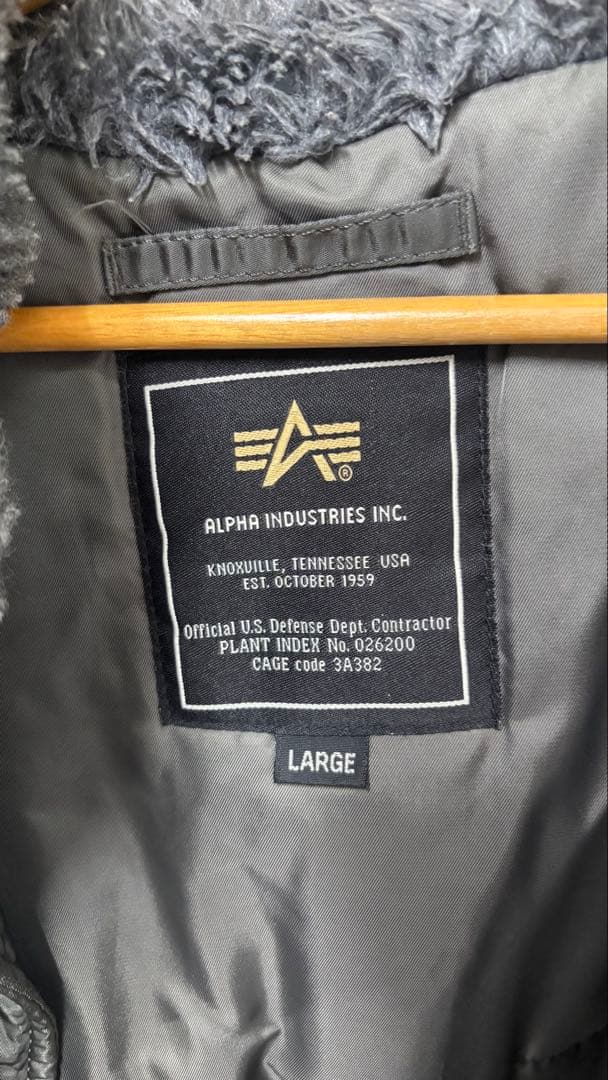 ®
ALPHA INDUSTRIES INC.
KNOXVILLE, TENNESSEE USA
EST. OCTOBER 1959
Official U.S. Defense Dept. Contractor
PLANT INDEX No. 026200
CAGE code 3A382
LARGE